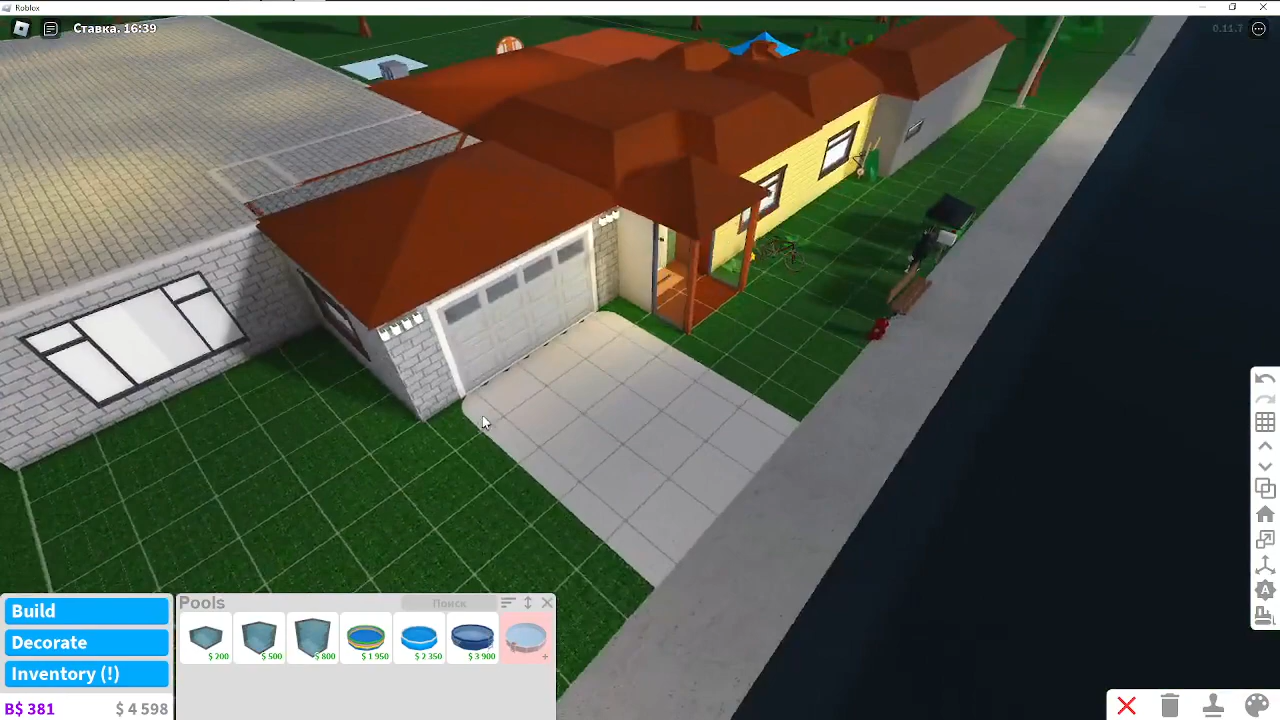 Roblox
Ставка. 16:39
0.11.7
Build
Decorate
Inventory (!)
B$ 381
$ 4 598
Pools
Поиск
$ 200
$ 500
$ 800
$ 1 950
$ 2 350
$ 3 900